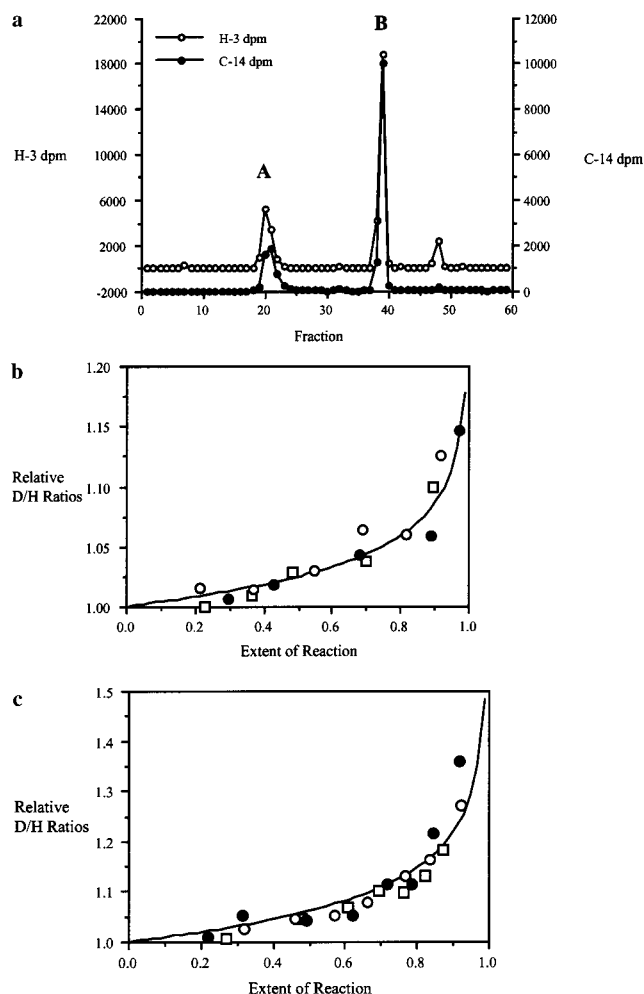 a
22000
18000
14000
10000
6000
2000
-2000
H-3 dpm
H-3 dpm
C-14 dpm
A
B
12000
10000
8000
6000
4000
2000
0
C-14 dpm
0 10 20 30 40 50 60
Fraction
b
1.20
1.15
1.10
1.05
1.00
Relative
D/H Ratios
0.0 0.2 0.4 0.6 0.8 1.0
Extent of Reaction
c
1.5
1.4
1.3
1.2
1.1
1.0
Relative
D/H Ratios
0.0 0.2 0.4 0.6 0.8 1.0
Extent of Reaction